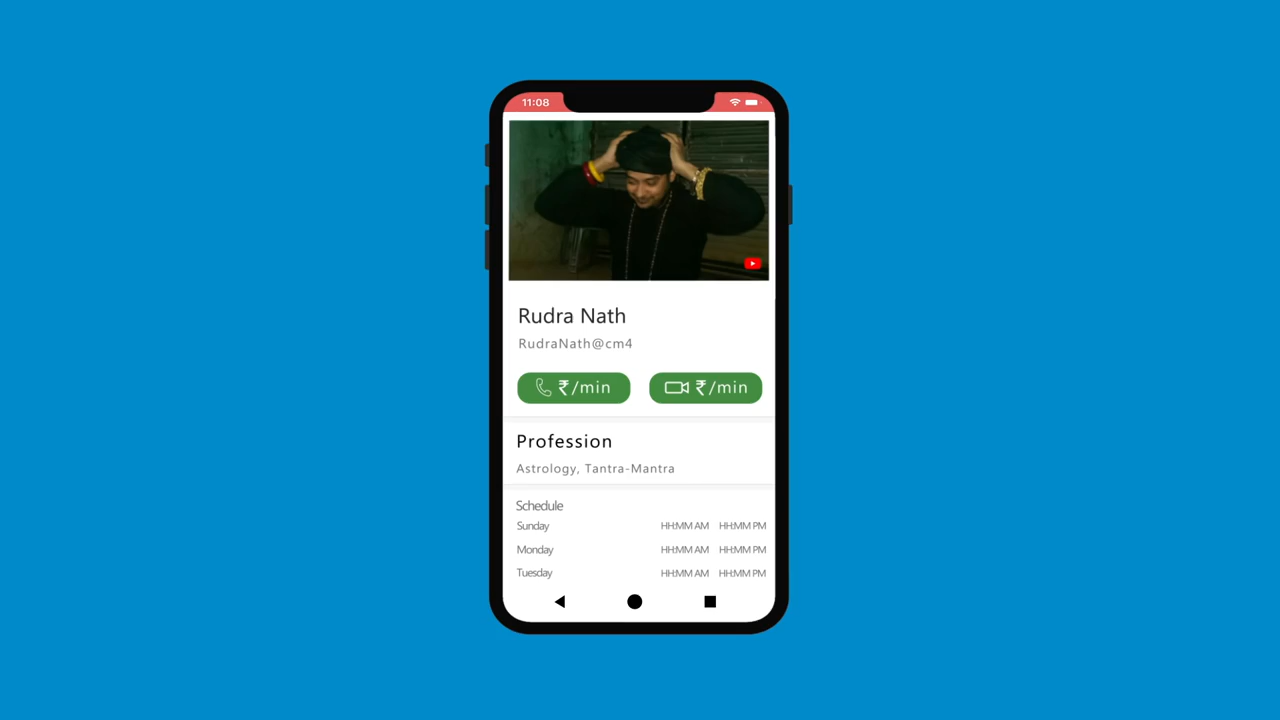 11:08
Rudra Nath
RudraNath@cm4
₹/min ₹/min
Profession
Astrology, Tantra-Mantra
Schedule
Sunday HH:MM AM HH:MM PM
Monday HH:MM AM HH:MM PM
Tuesday HH:MM AM HH:MM PM